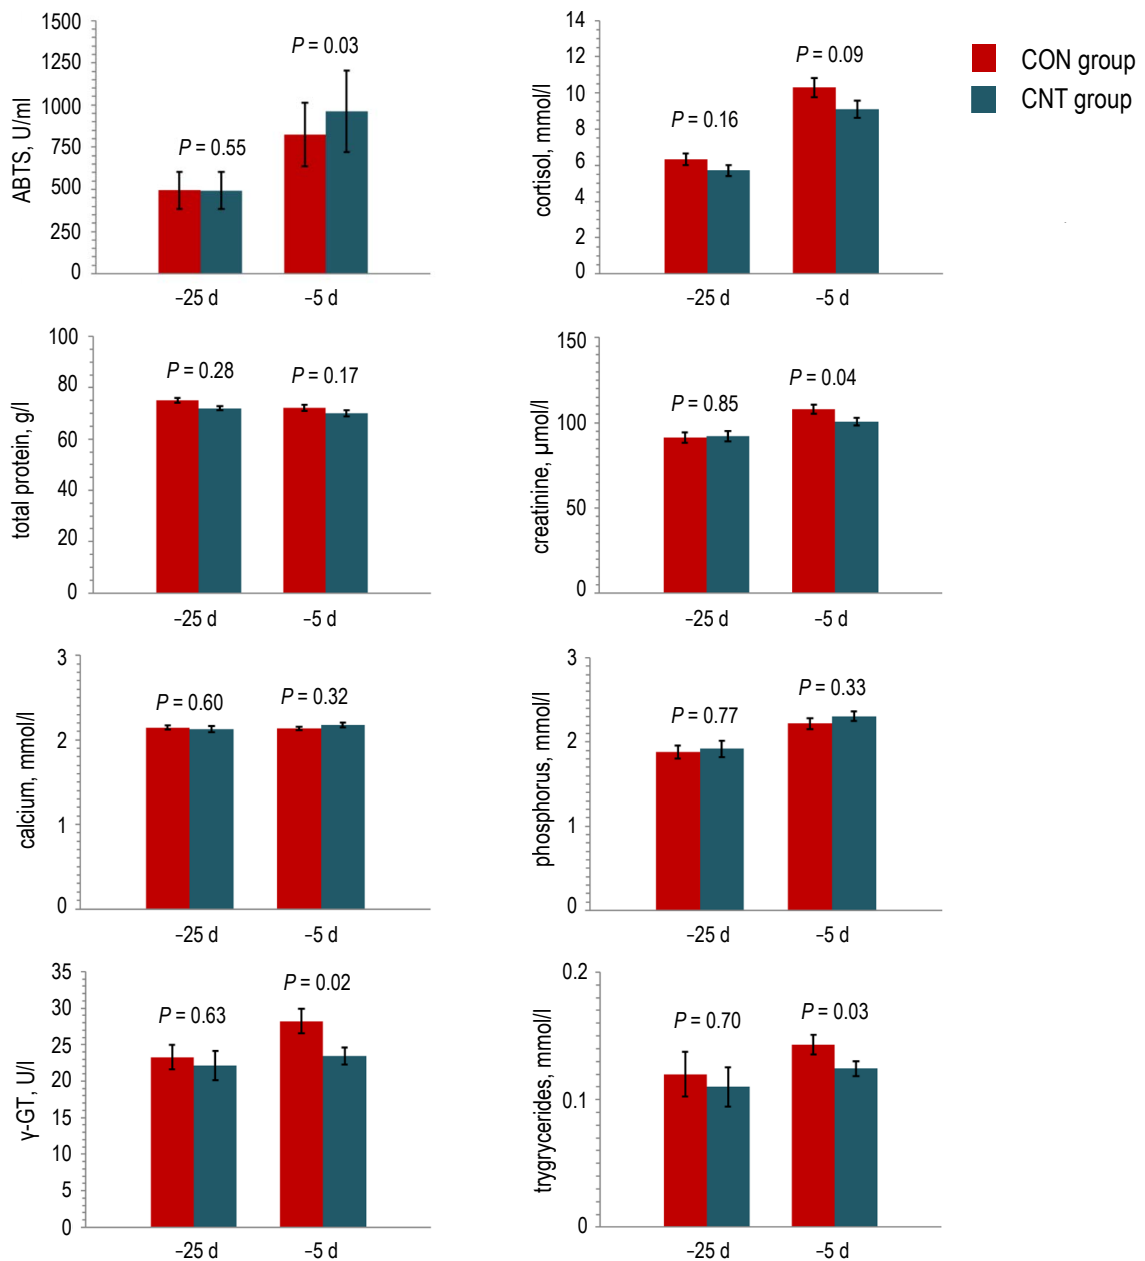 1500
1250
1000
750
500
250
0
ABTS, U/ml
P = 0.55
P = 0.03
−25 d
−5 d
14
12
10
8
6
4
2
0
cortisol, mmol/l
P = 0.16
P = 0.09
−25 d
−5 d
CON group
CNT group
100
80
60
40
20
0
total protein, g/l
P = 0.28
P = 0.17
−25 d
−5 d
150
100
50
0
creatinine, µmol/l
P = 0.85
P = 0.04
−25 d
−5 d
3
2
1
0
calcium, mmol/l
P = 0.60
P = 0.32
−25 d
−5 d
3
2
1
0
phosphorus, mmol/l
P = 0.77
P = 0.33
−25 d
−5 d
35
30
25
20
15
10
5
0
γ-GT, U/l
P = 0.63
P = 0.02
−25 d
−5 d
0.2
0.1
0
trygrycerides, mmol/l
P = 0.70
P = 0.03
−25 d
−5 d